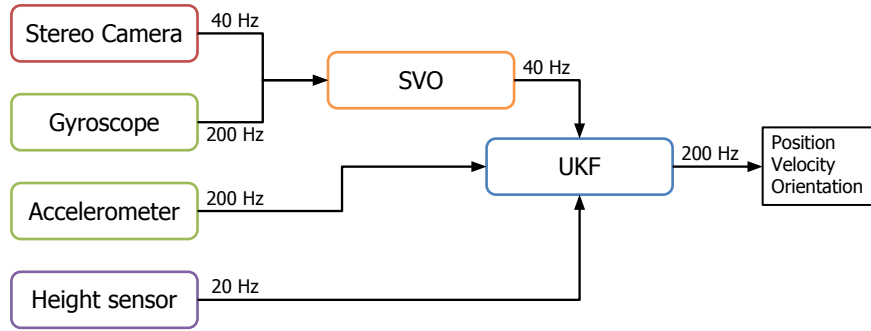 40 Hz
Stereo Camera
SVO
40 Hz
Gyroscope
200 Hz
UKF
200 Hz
Position
Velocity
Orientation
200 Hz
Accelerometer
20 Hz
Height sensor